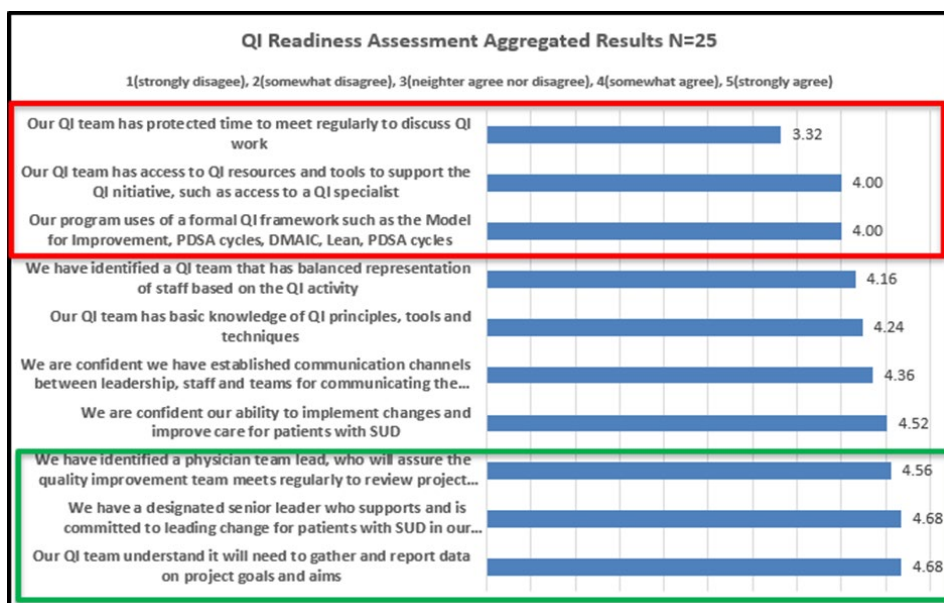 QI Readiness Assessment Aggregated Results N=25
1(strongly disagee), 2(somewhat disagree), 3(neighter agree nor disagree), 4(somewhat agree), 5(strongly agree)
Our QI team has protected time to meet regularly to discuss QI
work
3.32
Our QI team has access to QI resources and tools to support the
QI nitiative, such as access to a QI specialist
4.00
Our program uses of a formal QI framework such as the Model
for Improvement, PDSA cycles, DMAIC, Lean, PDSA cycles
4.00
We have identified a QI team that has balanced representation
of staff based on the QI activity
4.16
Our QI team has basic knowledge of QI principles, tools and
techniques
4.24
We are confident we have established communication channels
between leadership, staff and teams for communicating the...
4.36
We are confident our ability to implement changes and
improve care for patients with SUD
4.52
We have identified a physician team lead, who will assure the
quality improvement team meets regularly to review project...
4.56
We have a designated senior leader who supports and is
committed to leading change for patients with SUD in our...
4.68
Our QI team understand it will need to gather and report data
on project goals and aims
4.68